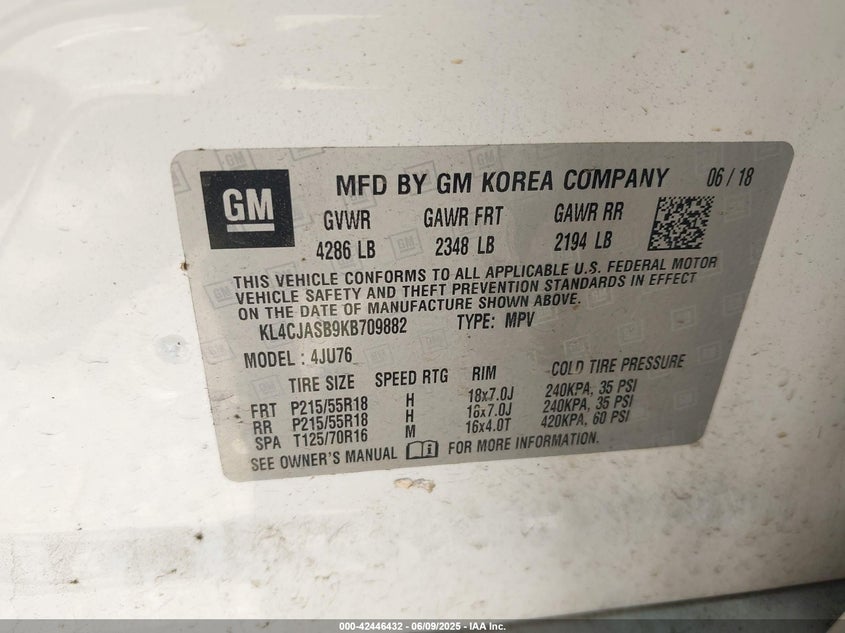 GM MFD BY GM KOREA COMPANY 06/18
GVWR GAWR FRT GAWR RR
4286 LB 2348 LB 2194 LB
THIS VEHICLE CONFORMS TO ALL APPLICABLE U.S. FEDERAL MOTOR
VEHICLE SAFETY AND THEFT PREVENTION STANDARDS IN EFFECT
ON THE DATE OF MANUFACTURE SHOWN ABOVE.
KL4CJASB9KB709882 TYPE: MPV
MODEL : 4JU76
TIRE SIZE SPEED RTG RIM COLD TIRE PRESSURE
FRT P215/55R18 H 18x7.0J 240KPA, 35 PSI
RR P215/55R18 H 18x7.0J 240KPA, 35 PSI
SPA T125/70R16 M 16x4.0T 420KPA, 60 PSI
SEE OWNER'S MANUAL FOR MORE INFORMATION.
000-42446432 - 06/09/2025 - IAA Inc.